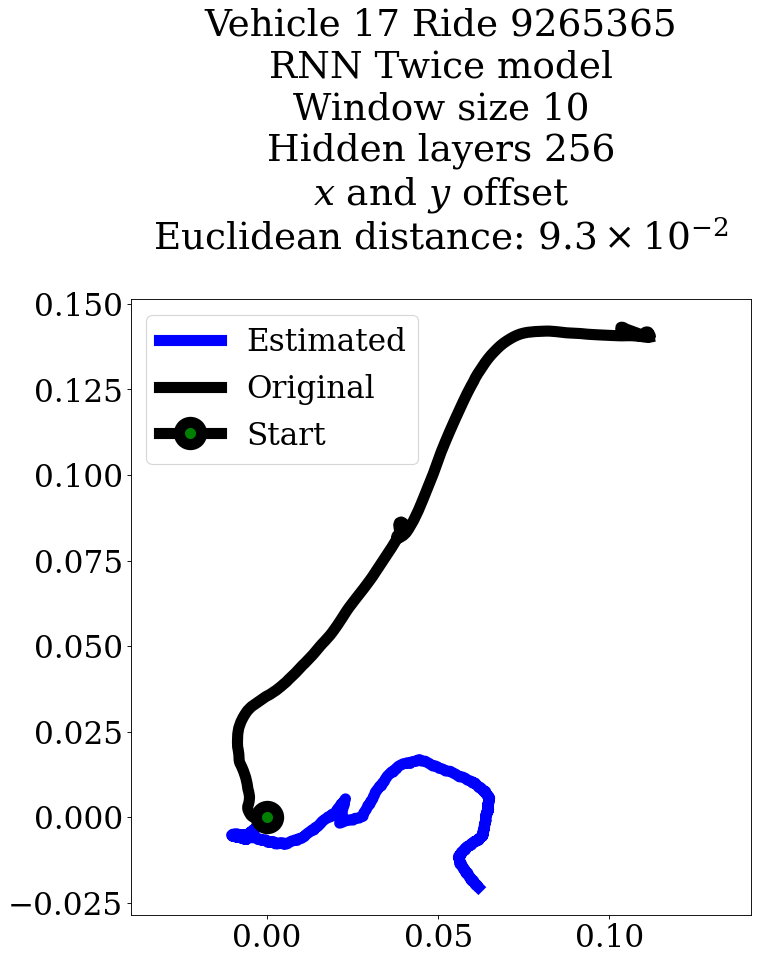 Vehicle 17 Ride 9265365
RNN Twice model
Window size 10
Hidden layers 256
x and y offset
Euclidean distance: 9.3 × 10⁻²
0.150
0.125
0.100
0.075
0.050
0.025
0.000
−0.025
Estimated
Original
Start
0.00 0.05 0.10